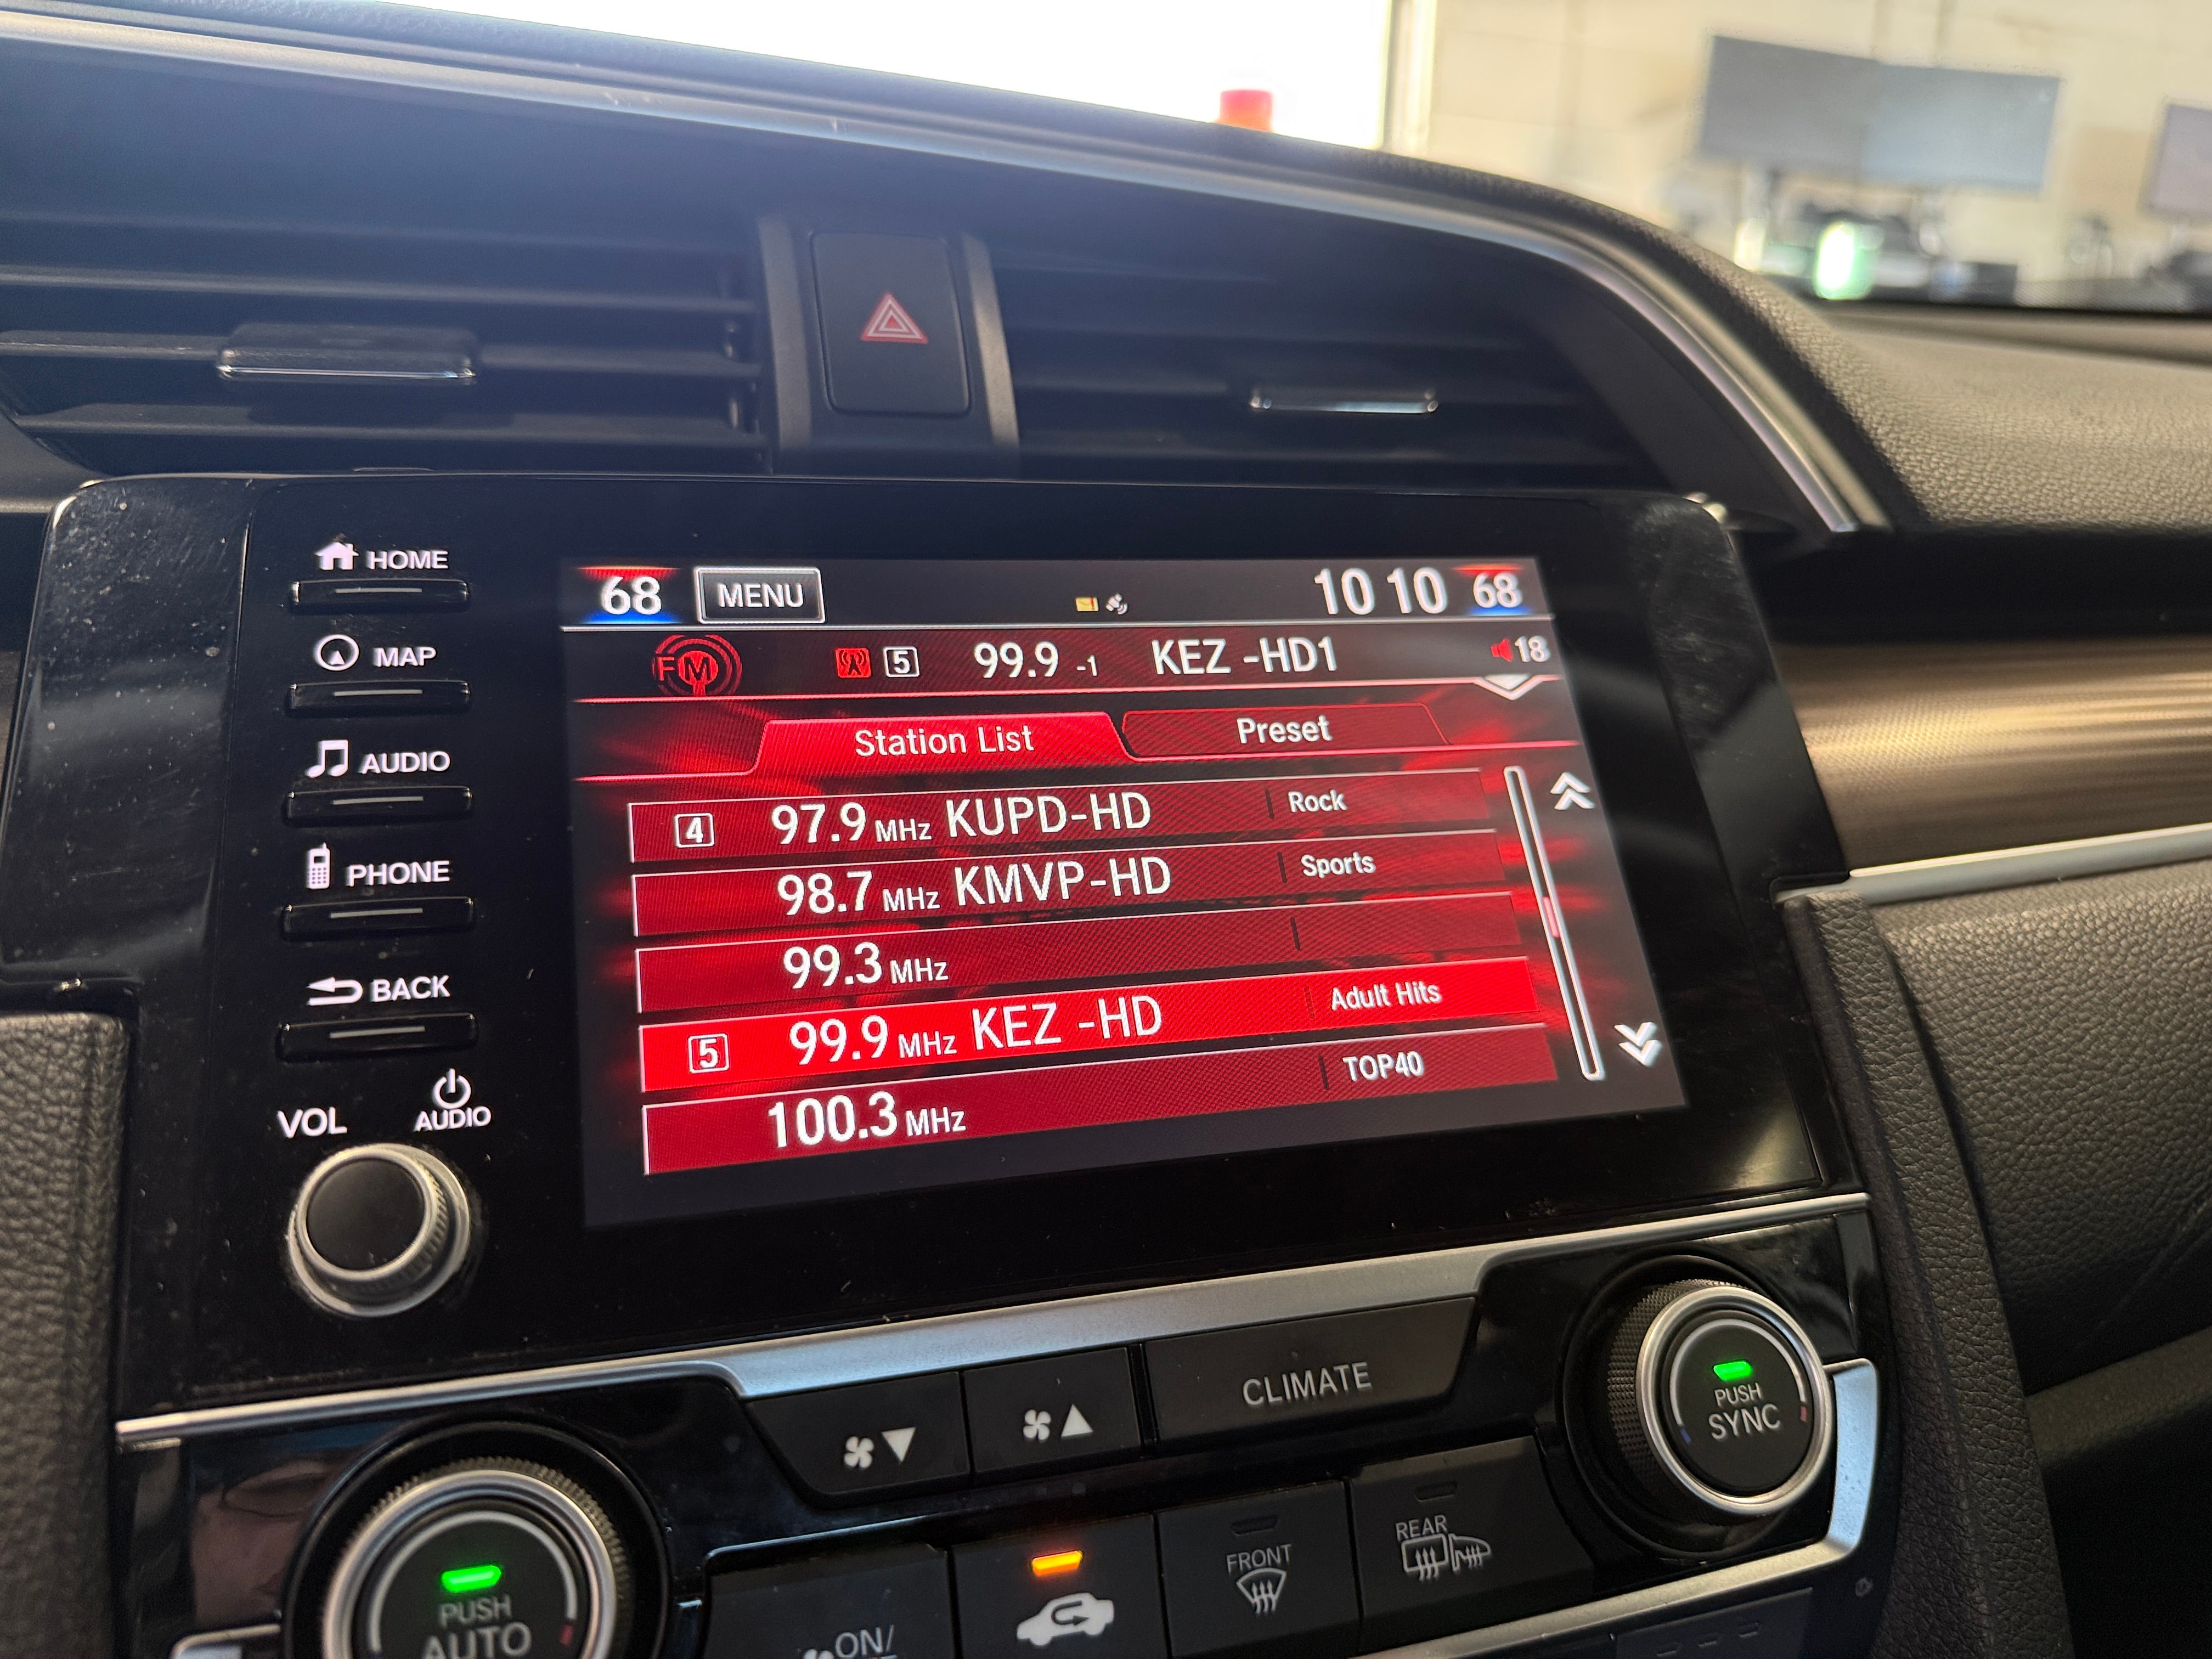 HOME
MAP
AUDIO
PHONE
BACK
VOL
AUDIO
68 MENU 10 10 68
FM 5 99.9 -1 KEZ -HD1 18
Station List Preset
4 97.9 MHz KUPD-HD Rock
98.7 MHz KMVP-HD Sports
99.3 MHz
5 99.9 MHz KEZ -HD Adult Hits
100.3 MHz TOP40
CLIMATE
PUSH
SYNC
PUSH
AUTO
ON/
FRONT
REAR